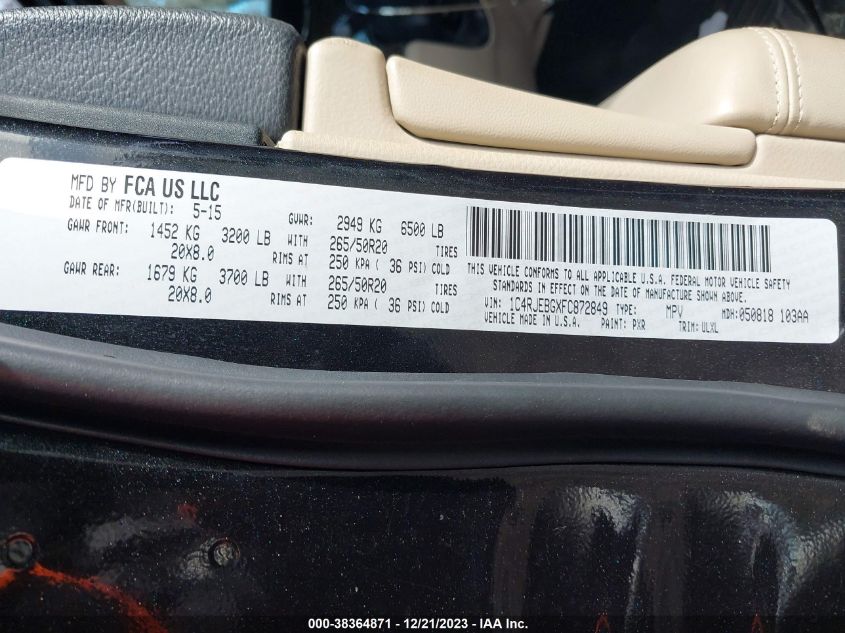 MFD BY FCA US LLC
DATE OF MFR(BUILT): 5-15 GVWR: 2949 KG 6500 LB
GAWR FRONT: 1452 KG 3200 LB WITH 265/50R20 TIRES
20X8.0 RIMS AT 250 KPA ( 36 PSI) COLD
GAWR REAR: 1679 KG 3700 LB WITH 265/50R20 TIRES
20X8.0 RIMS AT 250 KPA ( 36 PSI) COLD
THIS VEHICLE CONFORMS TO ALL APPLICABLE U.S.A. FEDERAL MOTOR VEHICLE SAFETY
STANDARDS IN EFFECT ON THE DATE OF MANUFACTURE SHOWN ABOVE.
VIN: 1C4RJEBGXFC872849 TYPE: MPV MDH:050818 103AA
VEHICLE MADE IN U.S.A. PAINT: PXR TRIM: ULXL
000-38364871 - 12/21/2023 - IAA Inc.